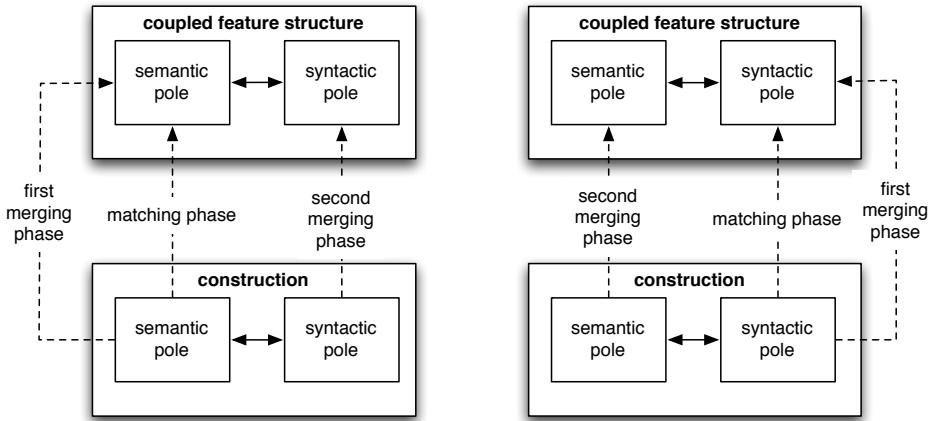 coupled feature structure
semantic
pole
syntactic
pole
first
merging
phase
matching phase
second
merging
phase
construction
semantic
pole
syntactic
pole
coupled feature structure
semantic
pole
syntactic
pole
second
merging
phase
matching phase
first
merging
phase
construction
semantic
pole
syntactic
pole